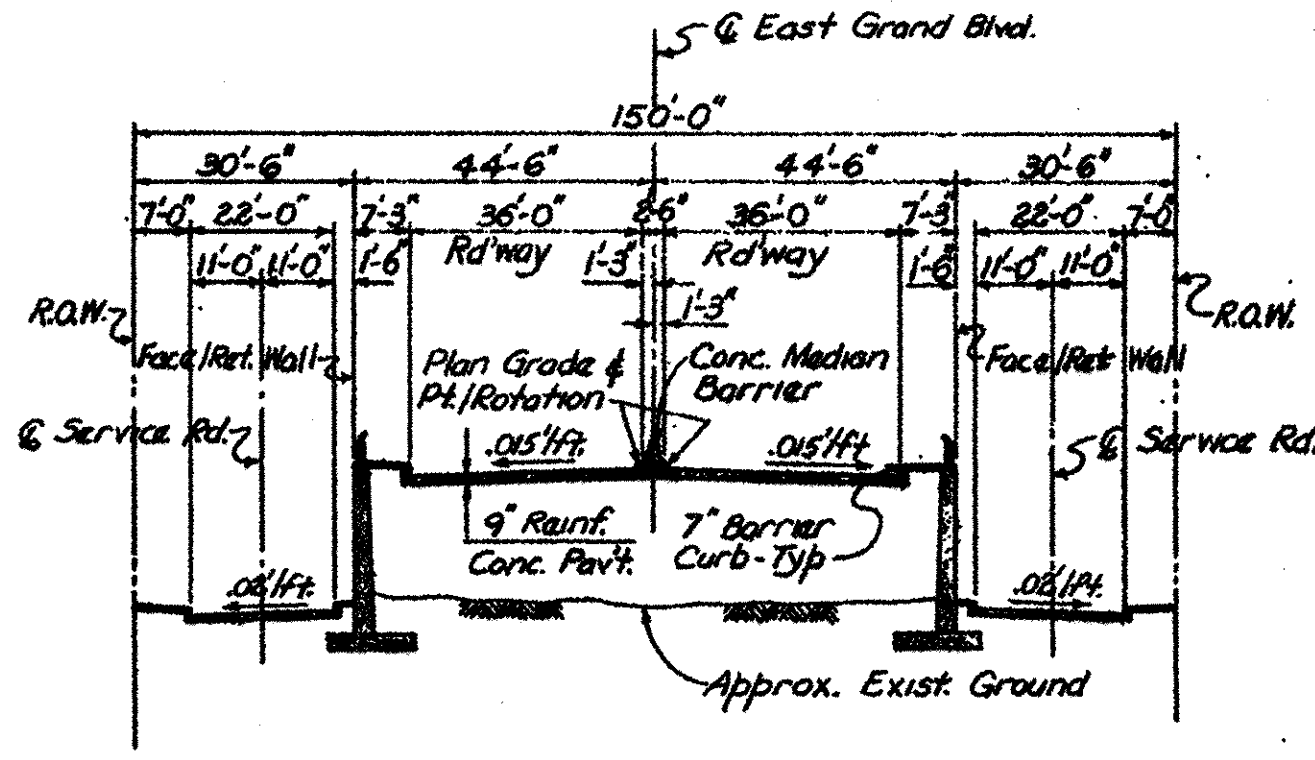 ℄ East Grand Blvd.
150'-0"
30'-6" 44'-6" 44'-6" 30'-6"
7'-0" 22'-0" 7'-3" 36'-0" 2'-6" 36'-0" 7'-3" 22'-0" 7'-0"
Rd'way Rd'way
11'-0" 11'-0" 1'-6" 1'-3" 1'-6" 11'-0" 11'-0"
1'-3"
R.O.W. R.O.W.
Face/Ret. Wall Plan Grade & Conc. Median Face/Ret Wall
Pt./Rotation Barrier
℄ Service Rd. .015'/ft. .015'/ft ℄ Service Rd.
9" Reinf. 7" Barrier
Conc. Pav't. Curb-Typ
.02'/ft. .02'/ft.
Approx. Exist. Ground